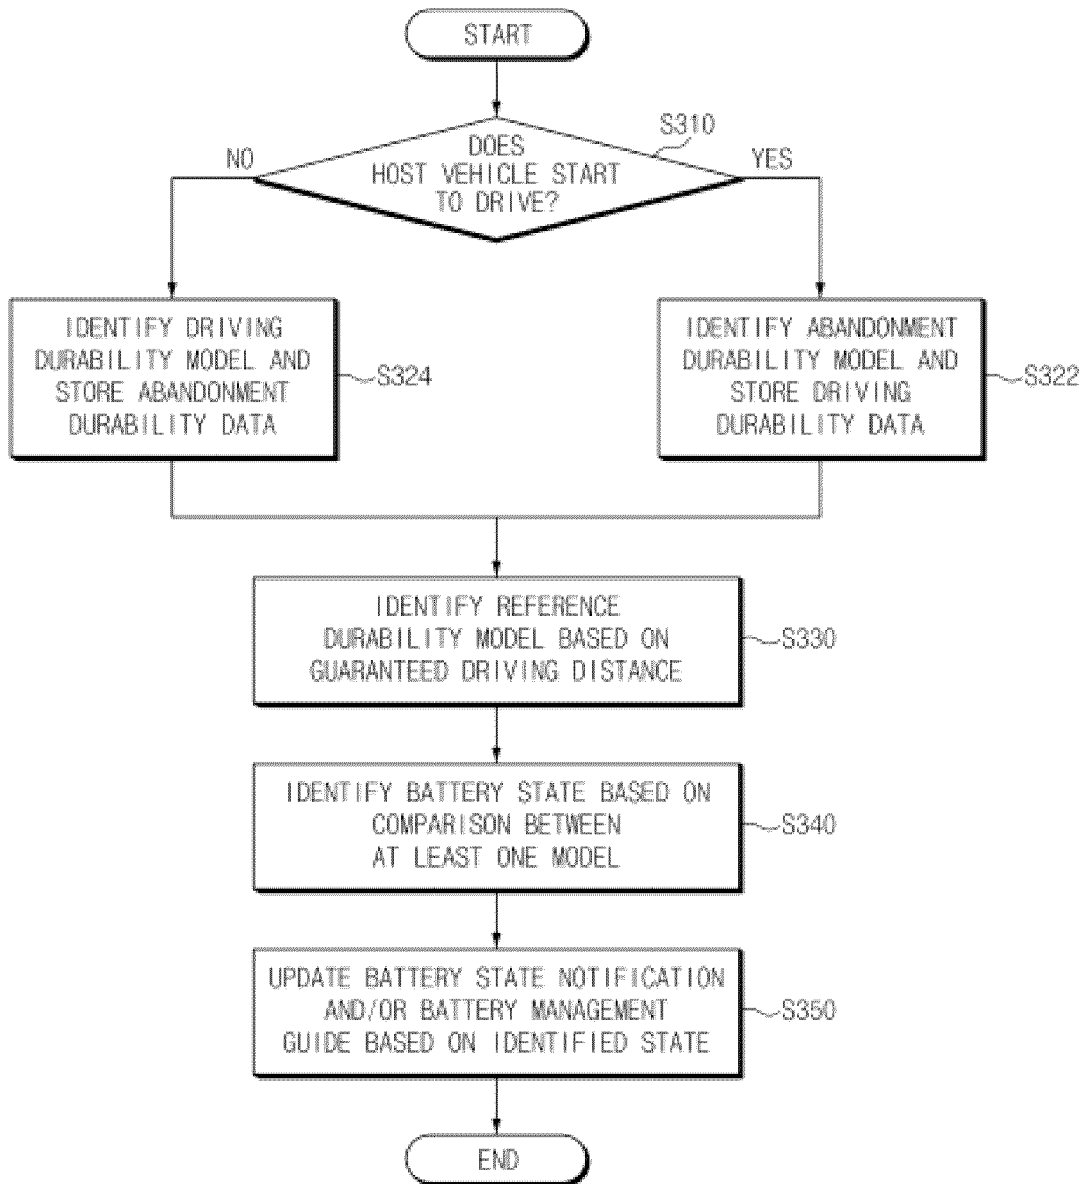 START
S310
DOES
HOST VEHICLE START
TO DRIVE?
NO
YES
IDENTIFY DRIVING
DURABILITY MODEL AND
STORE ABANDONMENT
DURABILITY DATA
S324
IDENTIFY ABANDONMENT
DURABILITY MODEL AND
STORE DRIVING
DURABILITY DATA
S322
IDENTIFY REFERENCE
DURABILITY MODEL BASED ON
GUARANTEED DRIVING DISTANCE
S330
IDENTIFY BATTERY STATE BASED ON
COMPARISON BETWEEN
AT LEAST ONE MODEL
S340
UPDATE BATTERY STATE NOTIFICATION
AND/OR BATTERY MANAGEMENT
GUIDE BASED ON IDENTIFIED STATE
S350
END